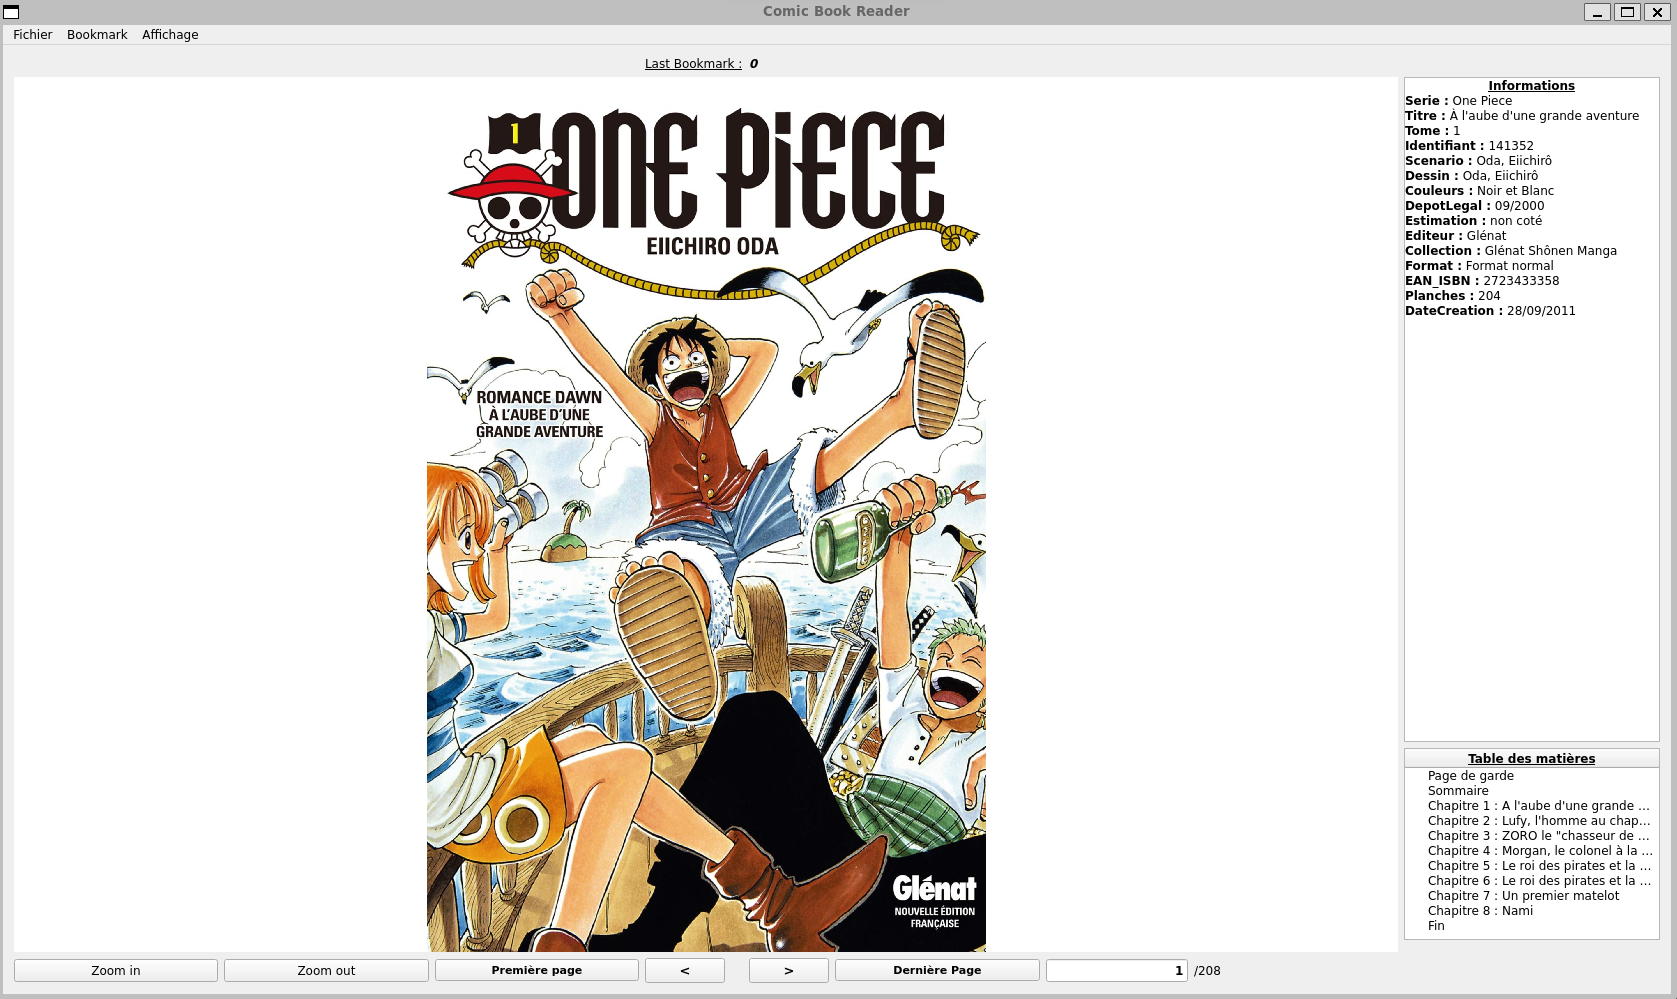 Comic Book Reader
Fichier Bookmark Affichage
Last Bookmark : 0
1
ONE PIECE
EIICHIRO ODA
ROMANCE DAWN
À L'AUBE D'UNE
GRANDE AVENTURE
Glénat
NOUVELLE ÉDITION
FRANÇAISE
Informations
Serie : One Piece
Titre : À l'aube d'une grande aventure
Tome : 1
Identifiant : 141352
Scenario : Oda, Eiichirô
Dessin : Oda, Eiichirô
Couleurs : Noir et Blanc
DepotLegal : 09/2000
Estimation : non coté
Editeur : Glénat
Collection : Glénat Shônen Manga
Format : Format normal
EAN_ISBN : 2723433358
Planches : 204
DateCreation : 28/09/2011
Table des matières
Page de garde
Sommaire
Chapitre 1 : A l'aube d'une grande ...
Chapitre 2 : Lufy, l'homme au chap...
Chapitre 3 : ZORO le "chasseur de ...
Chapitre 4 : Morgan, le colonel à la ...
Chapitre 5 : Le roi des pirates et la ...
Chapitre 6 : Le roi des pirates et la ...
Chapitre 7 : Un premier matelot
Chapitre 8 : Nami
Fin
Zoom in Zoom out Première page < > Dernière Page 1 /208